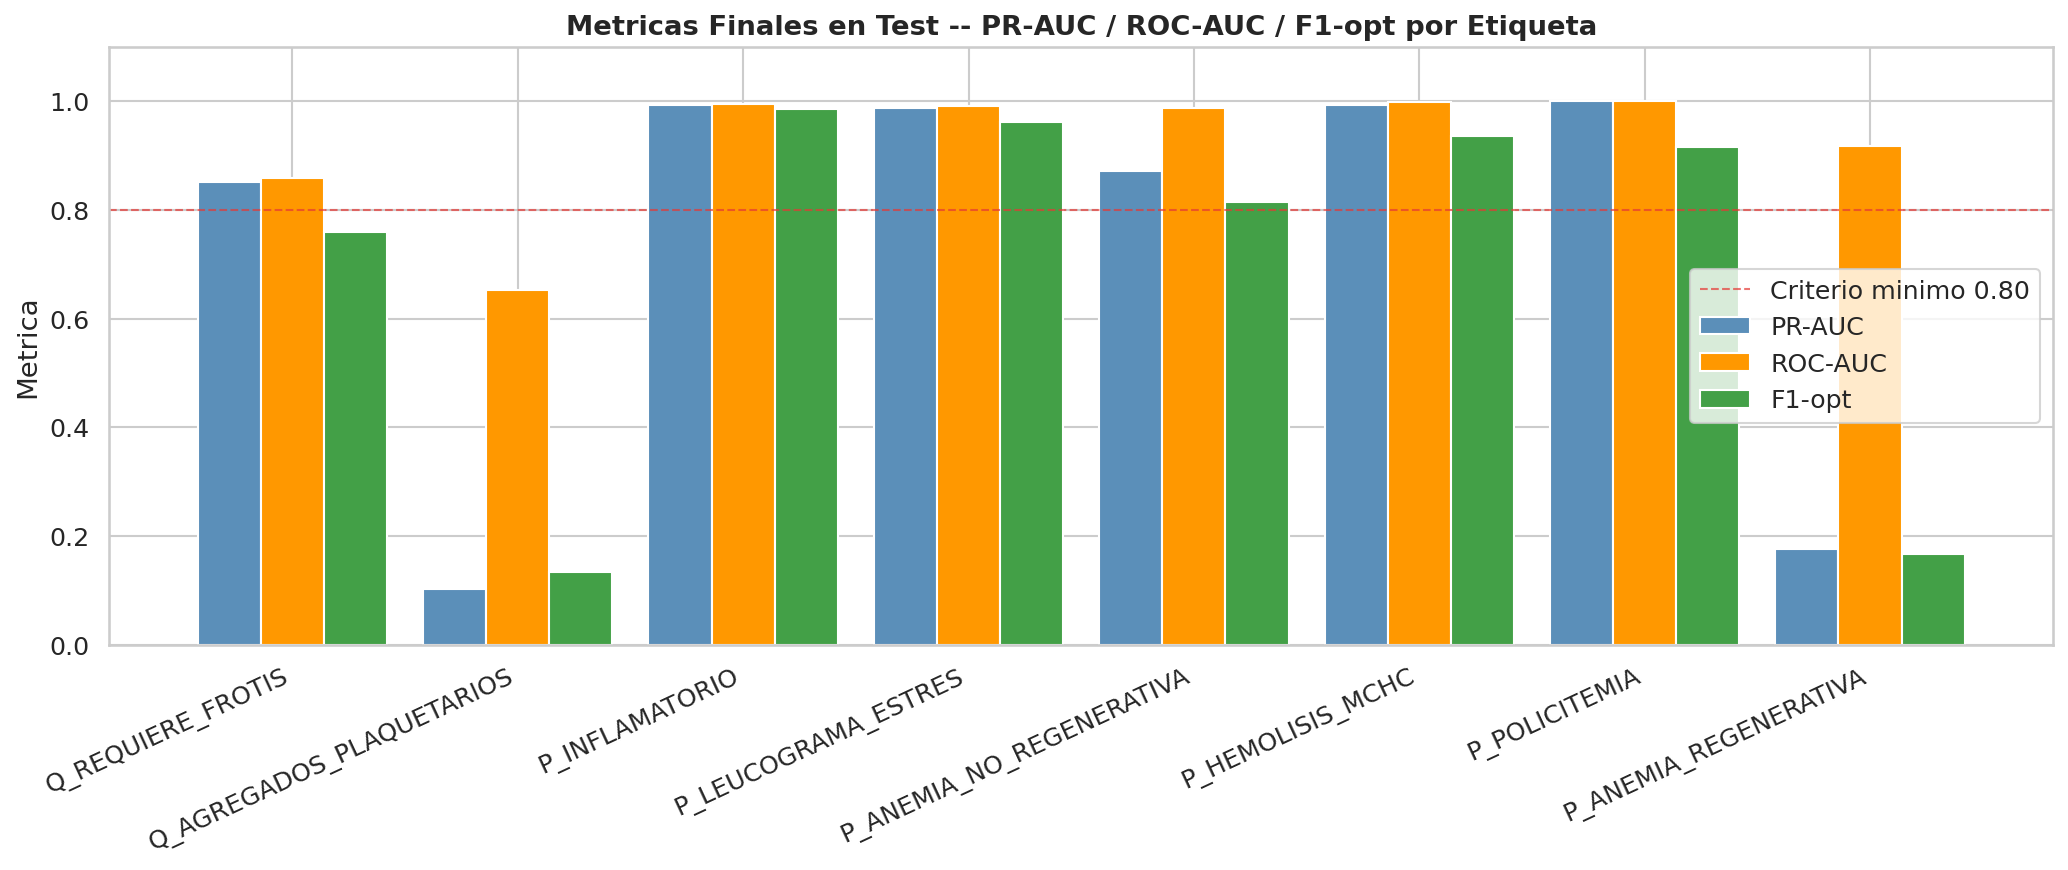 Metricas Finales en Test -- PR-AUC / ROC-AUC / F1-opt por Etiqueta
Metrica
1.0
0.8
0.6
0.4
0.2
0.0
Criterio minimo 0.80
PR-AUC
ROC-AUC
F1-opt
Q_REQUIERE_FROTIS
Q_AGREGADOS_PLAQUETARIOS
P_INFLAMATORIO
P_LEUCOGRAMA_ESTRES
P_ANEMIA_NO_REGENERATIVA
P_HEMOLISIS_MCHC
P_POLICITEMIA
P_ANEMIA_REGENERATIVA